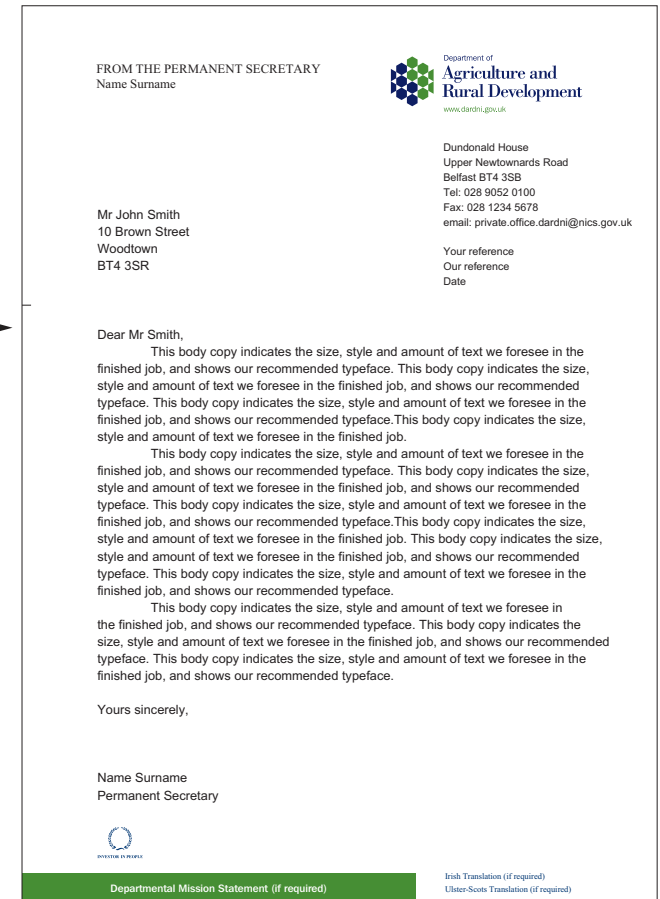 FROM THE PERMANENT SECRETARY
Name Surname
Department of
Agriculture and
Rural Development
www.dardni.gov.uk
Dundonald House
Upper Newtownards Road
Belfast BT4 3SB
Tel: 028 9052 0100
Fax: 028 1234 5678
email: private.office.dardni@nics.gov.uk
Your reference
Our reference
Date
Mr John Smith
10 Brown Street
Woodtown
BT4 3SR
Dear Mr Smith,
This body copy indicates the size, style and amount of text we foresee in the
finished job, and shows our recommended typeface. This body copy indicates the size,
style and amount of text we foresee in the finished job, and shows our recommended
typeface. This body copy indicates the size, style and amount of text we foresee in the
finished job, and shows our recommended typeface.This body copy indicates the size,
style and amount of text we foresee in the finished job.
This body copy indicates the size, style and amount of text we foresee in the
finished job, and shows our recommended typeface. This body copy indicates the size,
style and amount of text we foresee in the finished job, and shows our recommended
typeface. This body copy indicates the size, style and amount of text we foresee in the
finished job, and shows our recommended typeface.This body copy indicates the size,
style and amount of text we foresee in the finished job. This body copy indicates the size,
style and amount of text we foresee in the finished job, and shows our recommended
typeface. This body copy indicates the size, style and amount of text we foresee in the
finished job, and shows our recommended typeface.
This body copy indicates the size, style and amount of text we foresee in
the finished job, and shows our recommended typeface. This body copy indicates the
size, style and amount of text we foresee in the finished job, and shows our recommended
typeface. This body copy indicates the size, style and amount of text we foresee in the
finished job, and shows our recommended typeface.
Yours sincerely,
Name Surname
Permanent Secretary
INVESTOR IN PEOPLE
Departmental Mission Statement (if required)
Irish Translation (if required)
Ulster-Scots Translation (if required)